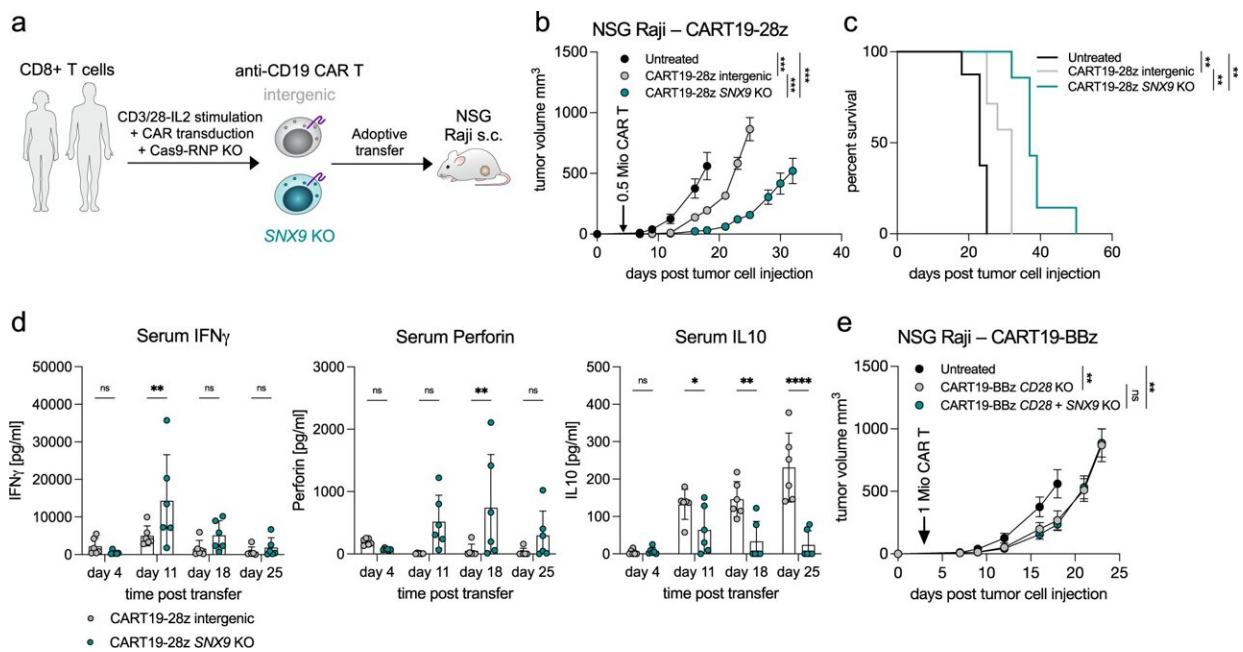 a
CD8+ T cells
CD3/28-IL2 stimulation
+ CAR transduction
+ Cas9-RNP KO
anti-CD19 CAR T
intergenic
SNX9 KO
Adoptive
transfer
NSG
Raji s.c.
b
NSG Raji – CART19-28z
tumor volume mm³
1500
1000
500
0
0.5 Mio CAR T
Untreated
CART19-28z intergenic
CART19-28z SNX9 KO
***
***
***
0 10 20 30 40
days post tumor cell injection
c
percent survival
100
50
0
Untreated
CART19-28z intergenic
CART19-28z SNX9 KO
**
**
**
0 20 40 60
days post tumor cell injection
d
Serum IFNγ
IFNγ [pg/ml]
50000
40000
30000
20000
10000
0
ns ** ns ns
day 4 day 11 day 18 day 25
time post transfer
CART19-28z intergenic
CART19-28z SNX9 KO
Serum Perforin
Perforin [pg/ml]
3000
2000
1000
0
ns ns ** ns
day 4 day 11 day 18 day 25
time post transfer
Serum IL10
IL10 [pg/ml]
500
400
300
200
100
0
ns * ** ****
day 4 day 11 day 18 day 25
time post transfer
e
NSG Raji – CART19-BBz
tumor volume mm³
1500
1000
500
0
1 Mio CAR T
Untreated
CART19-BBz CD28 KO
CART19-BBz CD28 + SNX9 KO
**
ns
**
0 5 10 15 20 25
days post tumor cell injection